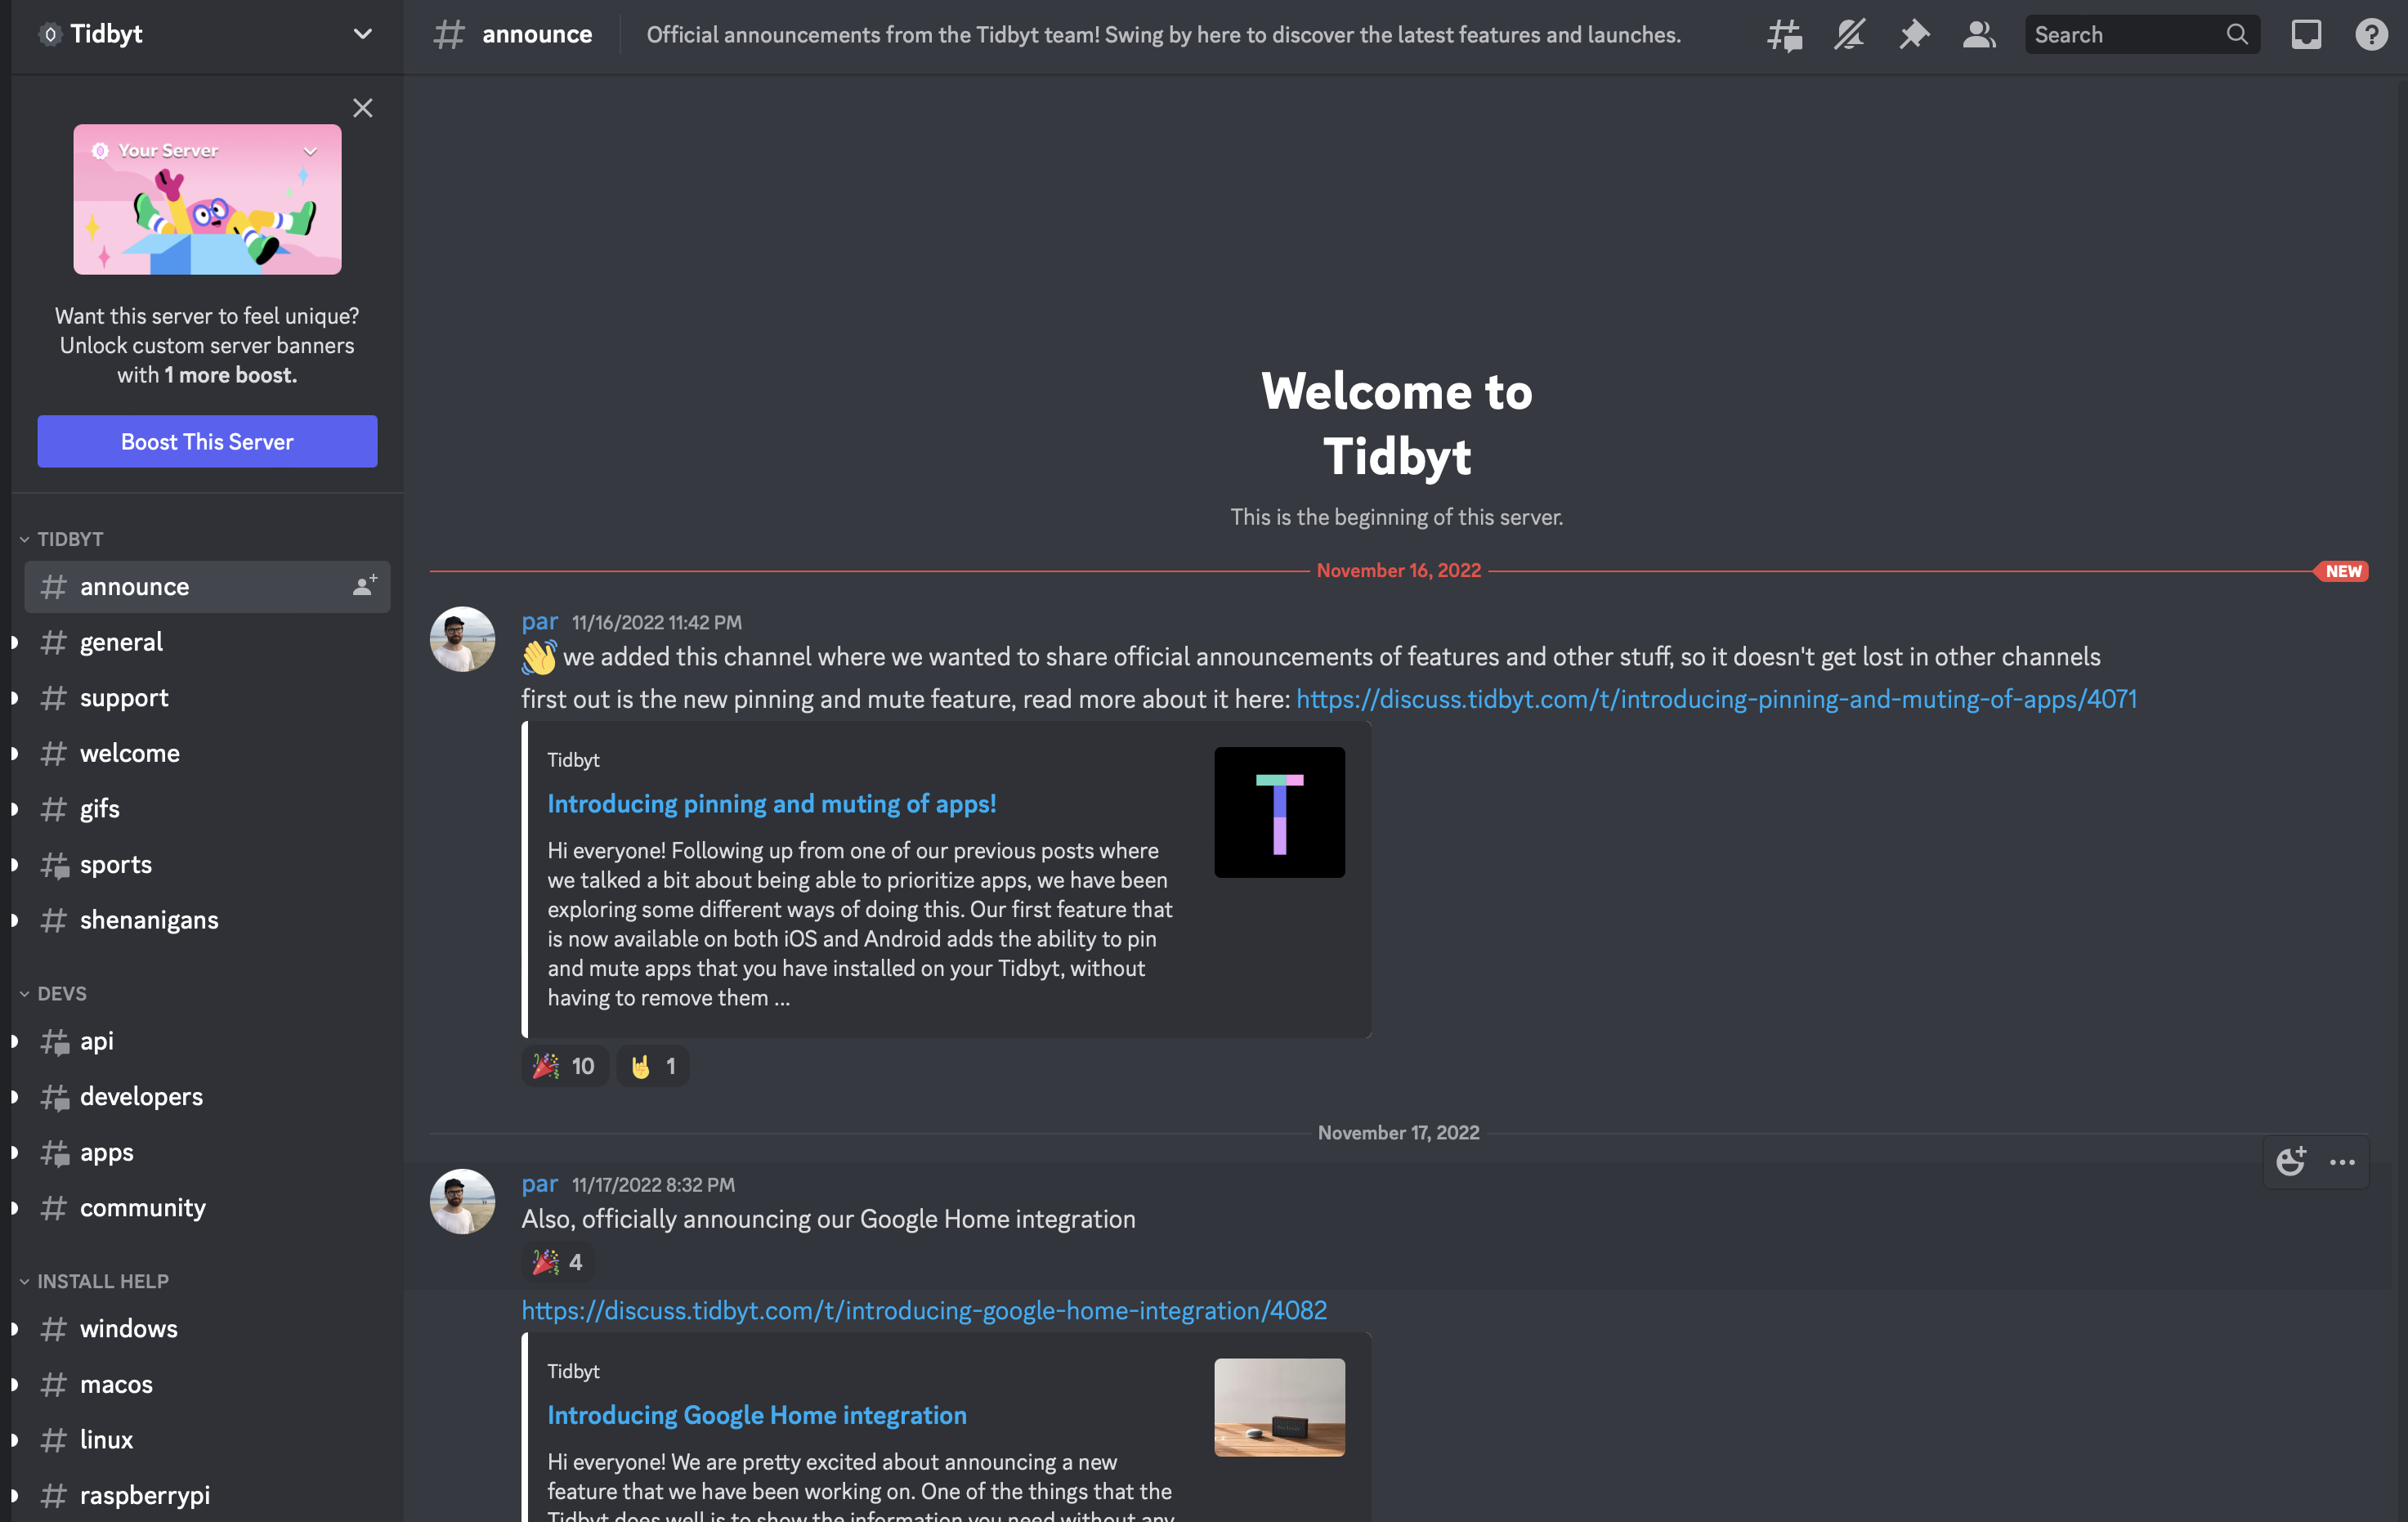 Tidbyt
Your Server
Want this server to feel unique?
Unlock custom server banners
with 1 more boost.
Boost This Server
TIDBYT
announce
general
support
welcome
gifs
sports
shenanigans
DEVS
api
developers
apps
community
INSTALL HELP
windows
macos
linux
raspberrypi
announce
Official announcements from the Tidbyt team! Swing by here to discover the latest features and launches.
Search
Welcome to
Tidbyt
This is the beginning of this server.
November 16, 2022
NEW
par 11/16/2022 11:42 PM
👋 we added this channel where we wanted to share official announcements of features and other stuff, so it doesn't get lost in other channels
first out is the new pinning and mute feature, read more about it here: https://discuss.tidbyt.com/t/introducing-pinning-and-muting-of-apps/4071
Tidbyt
Introducing pinning and muting of apps!
Hi everyone! Following up from one of our previous posts where
we talked a bit about being able to prioritize apps, we have been
exploring some different ways of doing this. Our first feature that
is now available on both iOS and Android adds the ability to pin
and mute apps that you have installed on your Tidbyt, without
having to remove them ...
T
🎉 10 🤘 1
November 17, 2022
par 11/17/2022 8:32 PM
Also, officially announcing our Google Home integration
🎉 4
https://discuss.tidbyt.com/t/introducing-google-home-integration/4082
Tidbyt
Introducing Google Home integration
Hi everyone! We are pretty excited about announcing a new
feature that we have been working on. One of the things that the
Tidbyt does well is to show the information you need without any